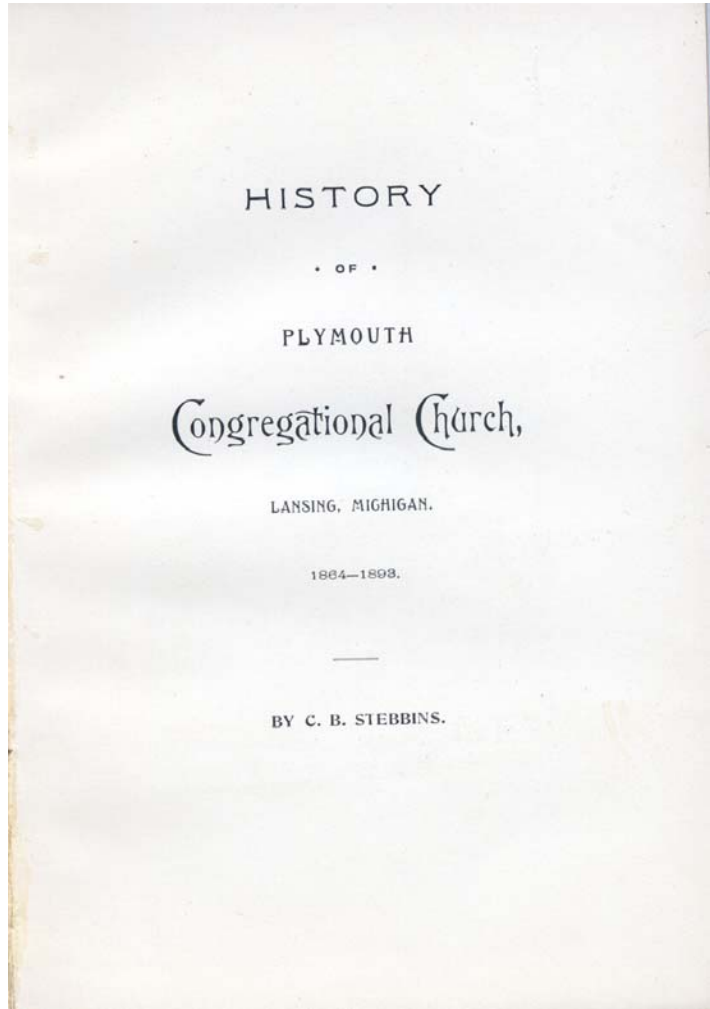 HISTORY
• OF •
PLYMOUTH
Congregational Church,
LANSING, MICHIGAN.
1864—1893.
BY C. B. STEBBINS.